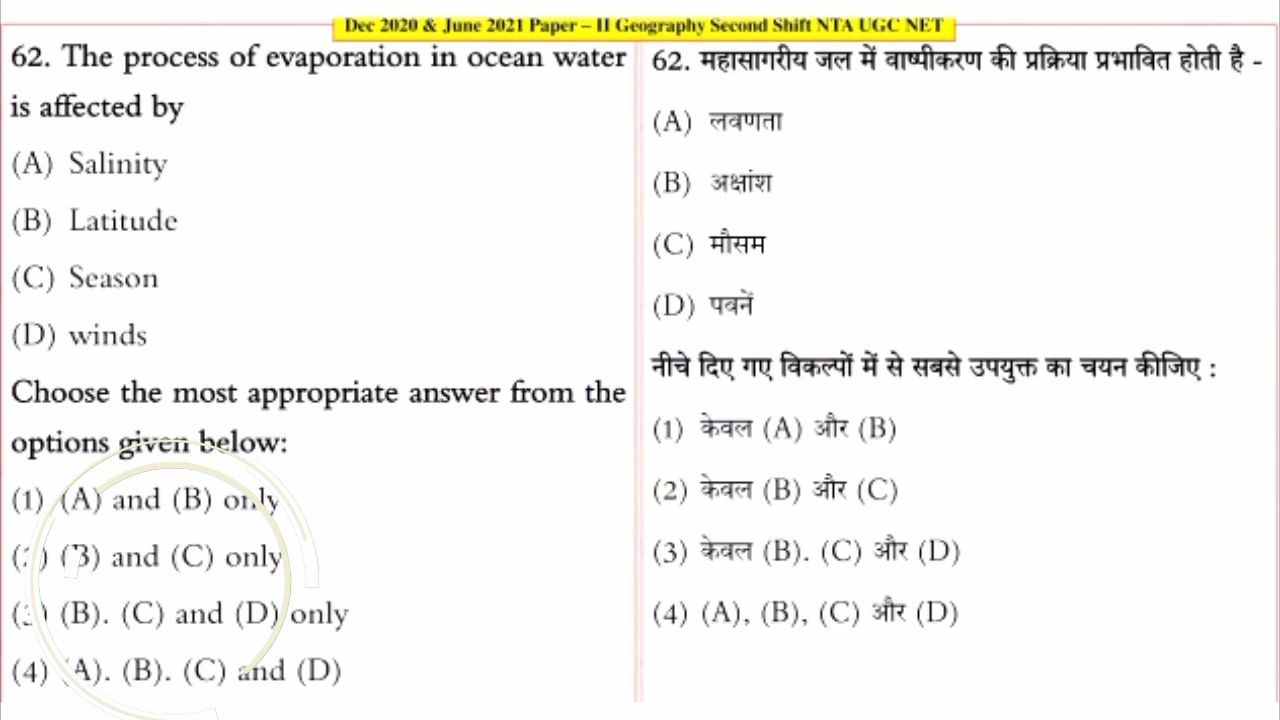 Dec 2020 & June 2021 Paper – II Geography Second Shift NTA UGC NET
62. The process of evaporation in ocean water
is affected by
(A) Salinity
(B) Latitude
(C) Season
(D) winds
Choose the most appropriate answer from the
options given below:
(1) (A) and (B) only
(2) (B) and (C) only
(3) (B). (C) and (D) only
(4) (A). (B). (C) and (D)
62. महासागरीय जल में वाष्पीकरण की प्रक्रिया प्रभावित होती है -
(A) लवणता
(B) अक्षांश
(C) मौसम
(D) पवनें
नीचे दिए गए विकल्पों में से सबसे उपयुक्त का चयन कीजिए :
(1) केवल (A) और (B)
(2) केवल (B) और (C)
(3) केवल (B). (C) और (D)
(4) (A), (B), (C) और (D)